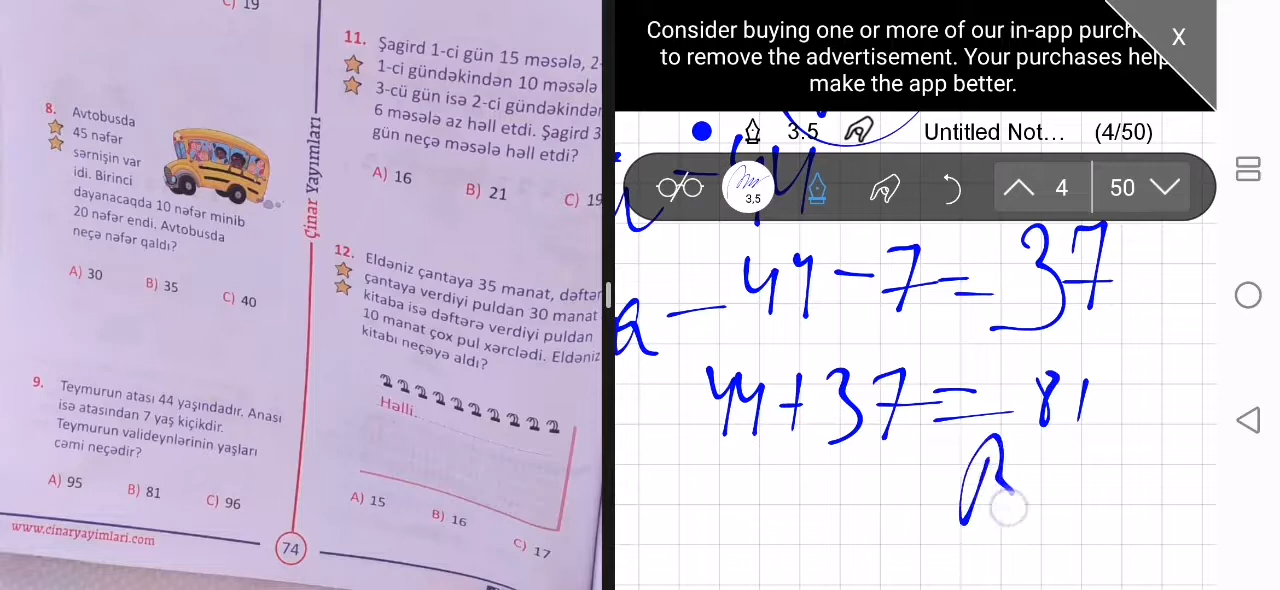 C) 19
8. Avtobusda
45 nəfər
sərnişin var
idi. Birinci
dayanacaqda 10 nəfər minib
20 nəfər endi. Avtobusda
neçə nəfər qaldı?
A) 30
B) 35
C) 40
9. Teymurun atası 44 yaşındadır. Anası
isə atasından 7 yaş kiçikdir.
Teymurun valideynlərinin yaşları
cəmi neçədir?
A) 95
B) 81
C) 96
www.cinaryayimlari.com
74
Çinar Yayımları
11. Şagird 1-ci gün 15 məsələ, 2-
1-ci gündəkindən 10 məsələ
3-cü gün isə 2-ci gündəkindən
6 məsələ az həll etdi. Şagird 3
gün neçə məsələ həll etdi?
A) 16
B) 21
C) 19
12. Eldəniz çantaya 35 manat, dəftər
çantaya verdiyi puldan 30 manat
kitaba isə dəftərə verdiyi puldan
10 manat çox pul xərclədi. Eldəniz
kitabı neçəyə aldı?
Həlli
A) 15
B) 16
C) 17
Consider buying one or more of our in-app purch
to remove the advertisement. Your purchases help
make the app better.
X
3.5
Untitled Not... (4/50)
3,5
4
50
44 - 7 = 37
44 + 37 = 81
B